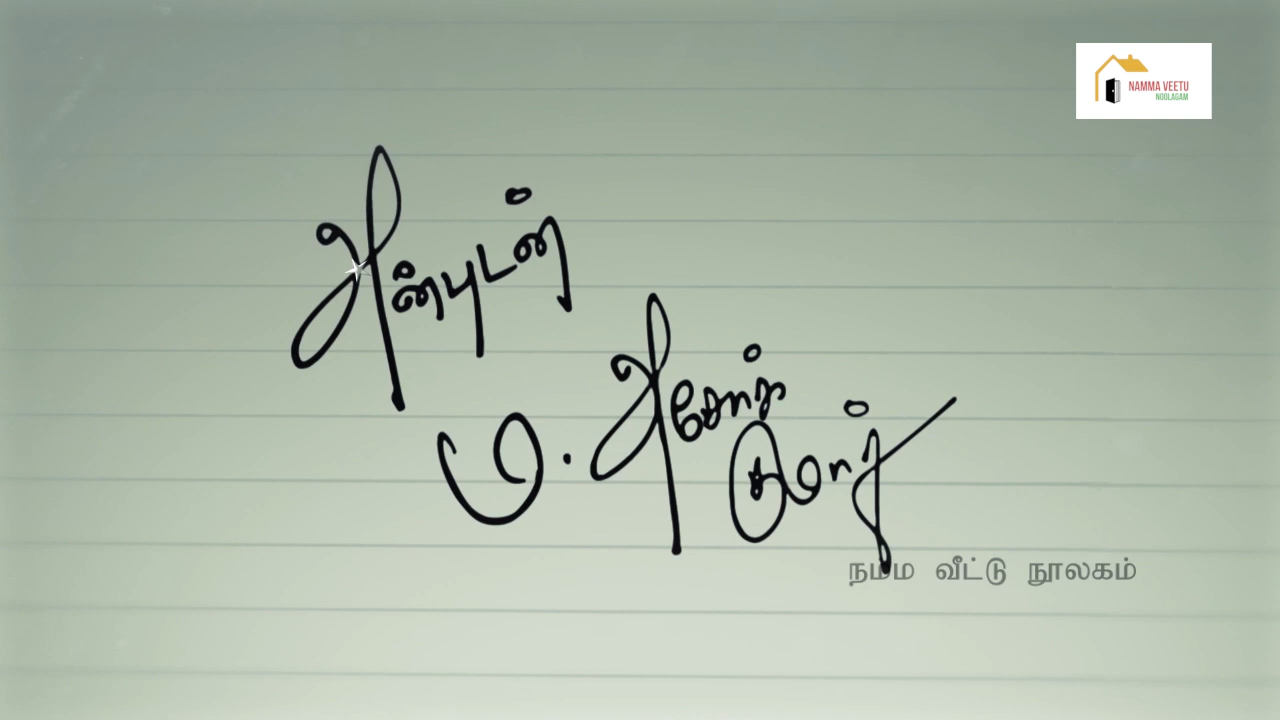 NAMMA VEETU
NOOLAGAM
அன்புடன்
ம. அசோக்
குமார்
நம்ம வீட்டு நூலகம்